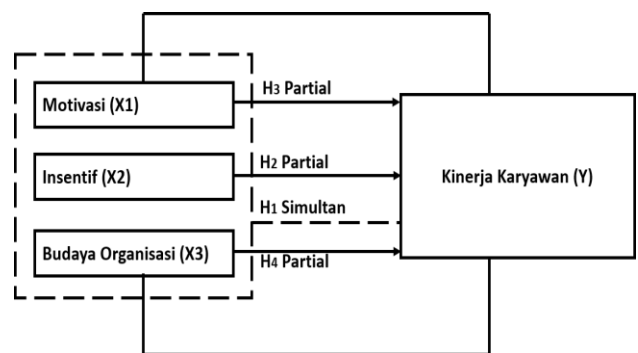 H3 Partial
Motivasi (X1)
H2 Partial
Insentif (X2)
Kinerja Karyawan (Y)
H1 Simultan
Budaya Organisasi (X3)
H4 Partial